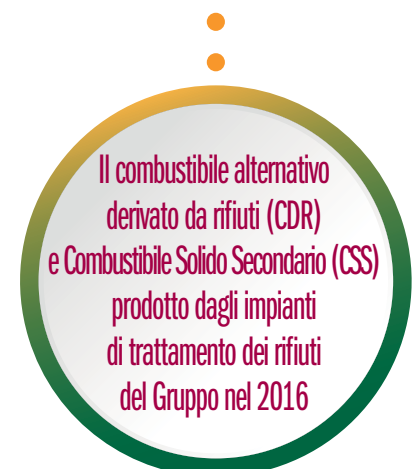 Il combustibile alternativo
derivato da rifiuti (CDR)
e Combustibile Solido Secondario (CSS)
prodotto dagli impianti
di trattamento dei rifiuti
del Gruppo nel 2016